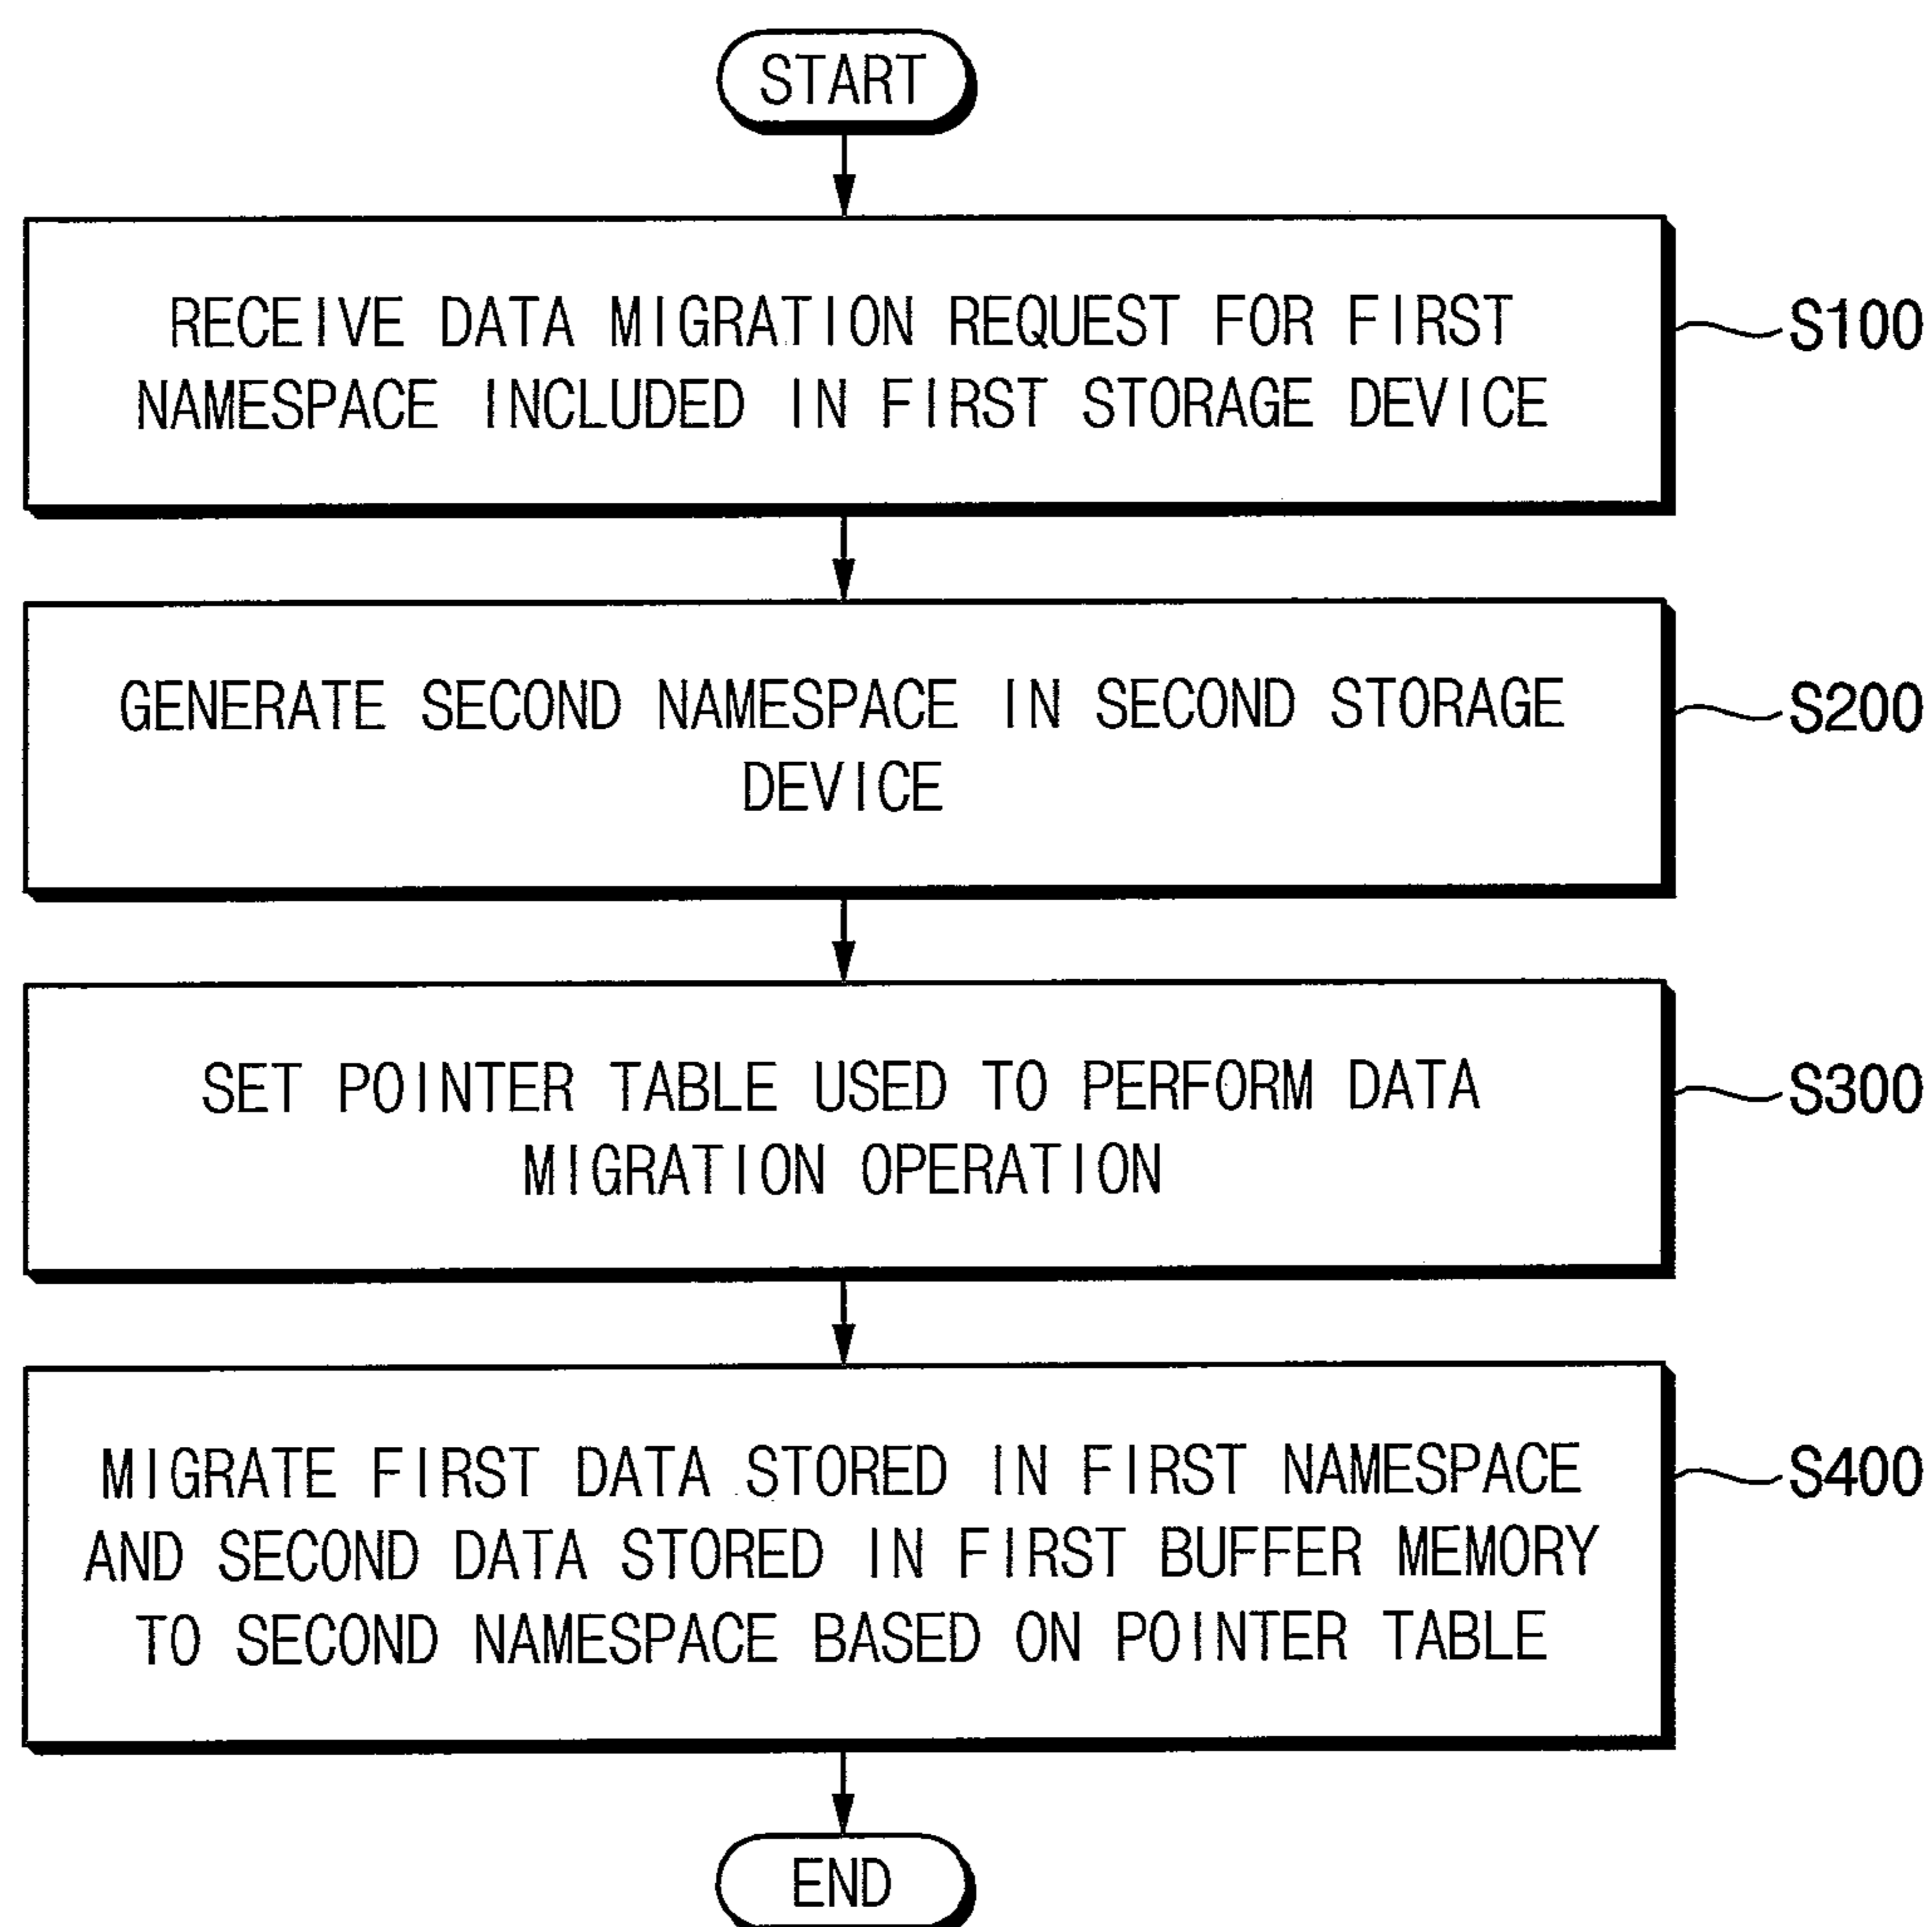 START
RECEIVE DATA MIGRATION REQUEST FOR FIRST
NAMESPACE INCLUDED IN FIRST STORAGE DEVICE
S100
GENERATE SECOND NAMESPACE IN SECOND STORAGE
DEVICE
S200
SET POINTER TABLE USED TO PERFORM DATA
MIGRATION OPERATION
S300
MIGRATE FIRST DATA STORED IN FIRST NAMESPACE
AND SECOND DATA STORED IN FIRST BUFFER MEMORY
TO SECOND NAMESPACE BASED ON POINTER TABLE
S400
END